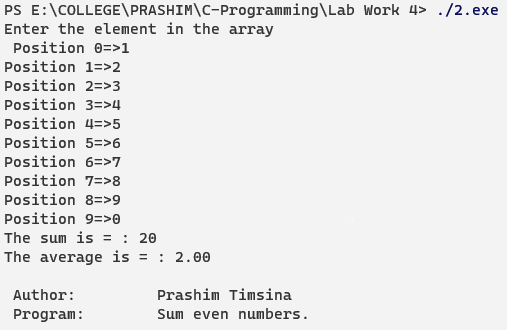 PS E:\COLLEGE\PRASHIM\C-Programming\Lab Work 4> ./2.exe
Enter the element in the array
 Position 0=>1
Position 1=>2
Position 2=>3
Position 3=>4
Position 4=>5
Position 5=>6
Position 6=>7
Position 7=>8
Position 8=>9
Position 9=>0
The sum is = : 20
The average is = : 2.00
 Author:         Prashim Timsina
 Program:        Sum even numbers.